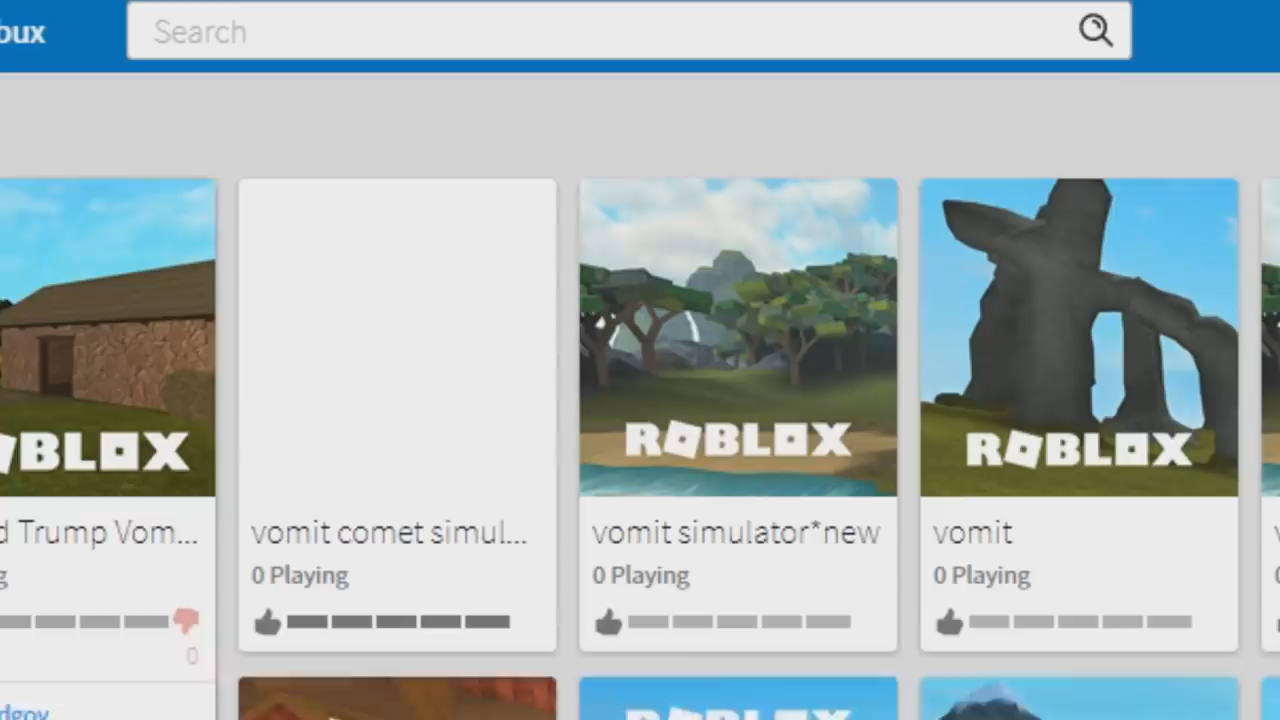 bux
Search
ROBLOX
ROBLOX
ROBLOX
d Trump Vom...
vomit comet simul...
vomit simulator*new
vomit
g
0 Playing
0 Playing
0 Playing
0
dgov